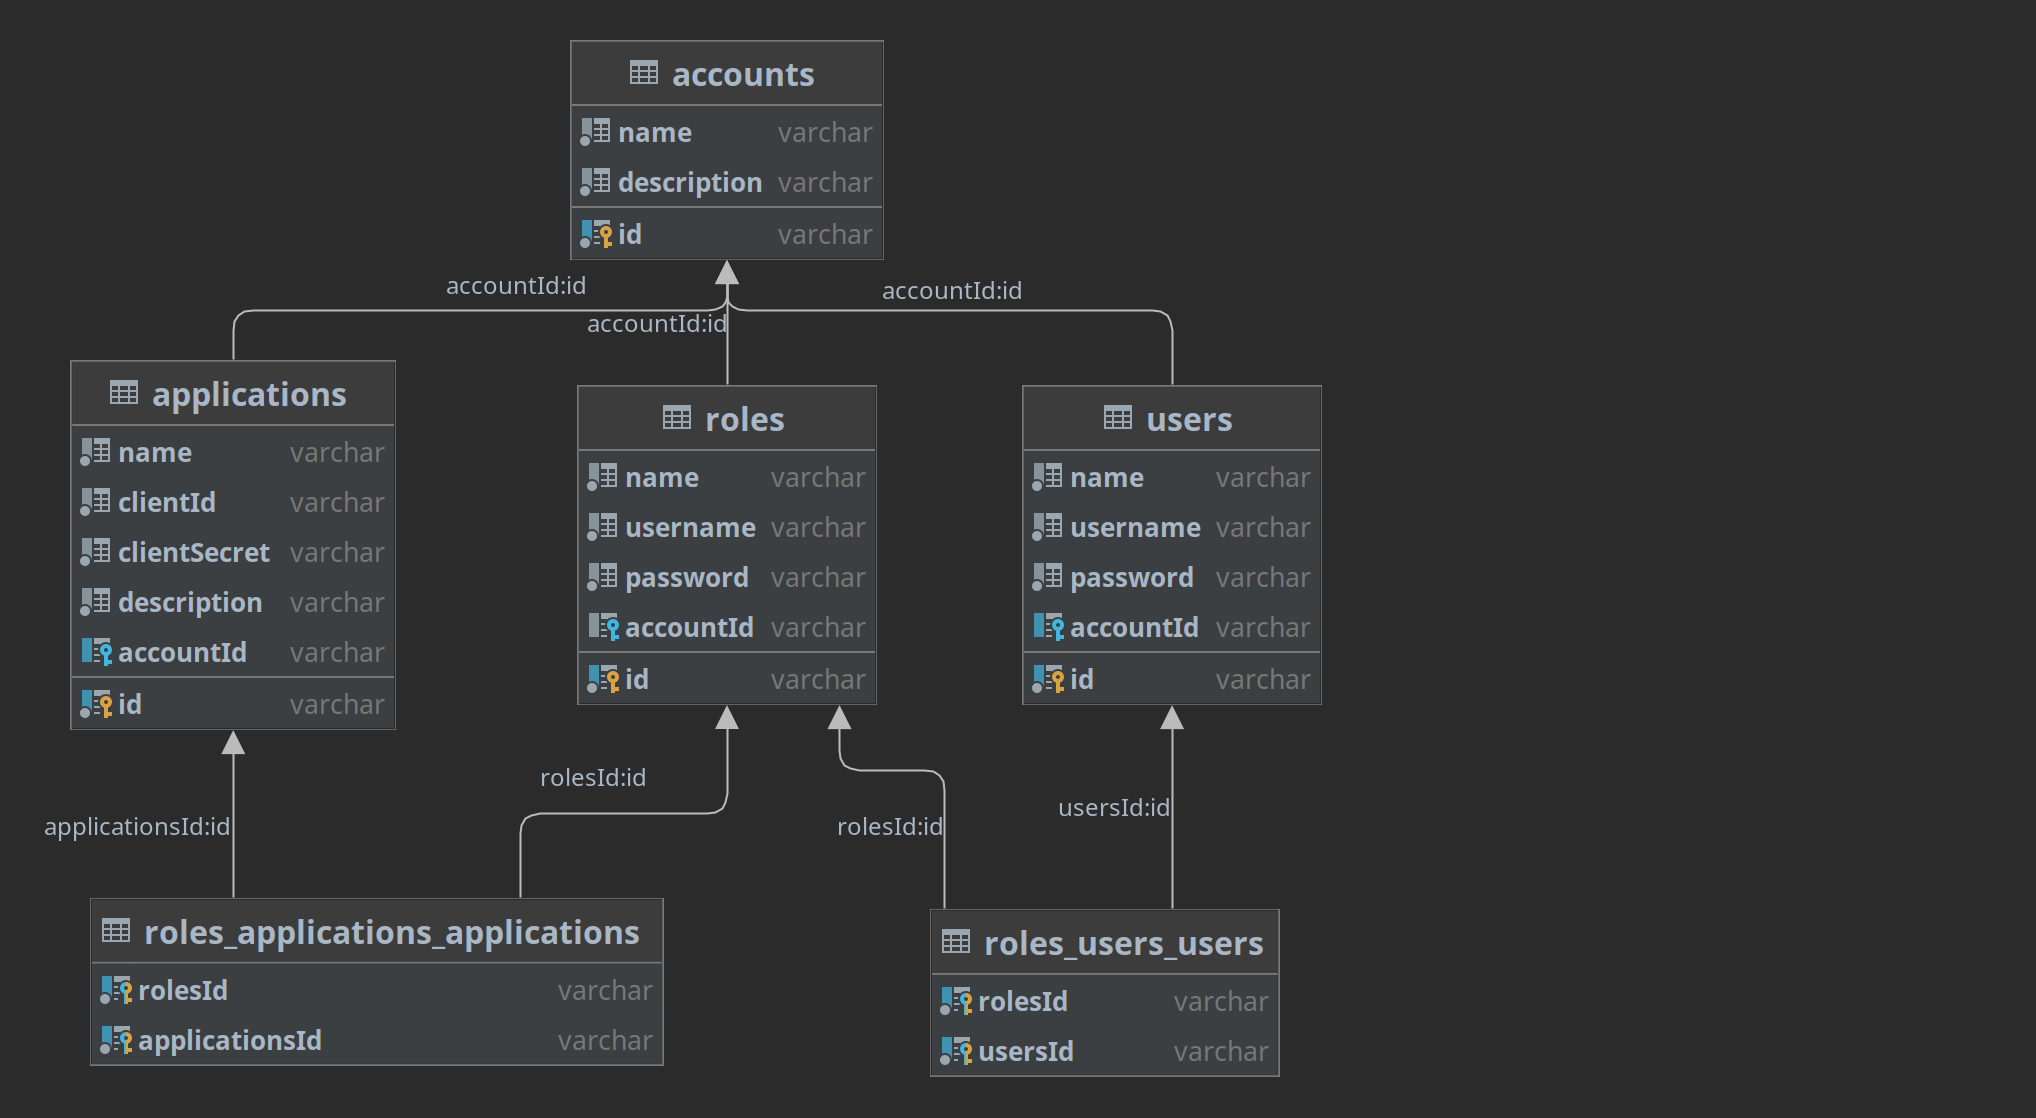 accounts
name varchar
description varchar
id varchar
accountId:id
accountId:id
accountId:id
applications
name varchar
clientId varchar
clientSecret varchar
description varchar
accountId varchar
id varchar
roles
name varchar
username varchar
password varchar
accountId varchar
id varchar
users
name varchar
username varchar
password varchar
accountId varchar
id varchar
applicationsId:id
rolesId:id
rolesId:id
usersId:id
roles_applications_applications
rolesId varchar
applicationsId varchar
roles_users_users
rolesId varchar
usersId varchar